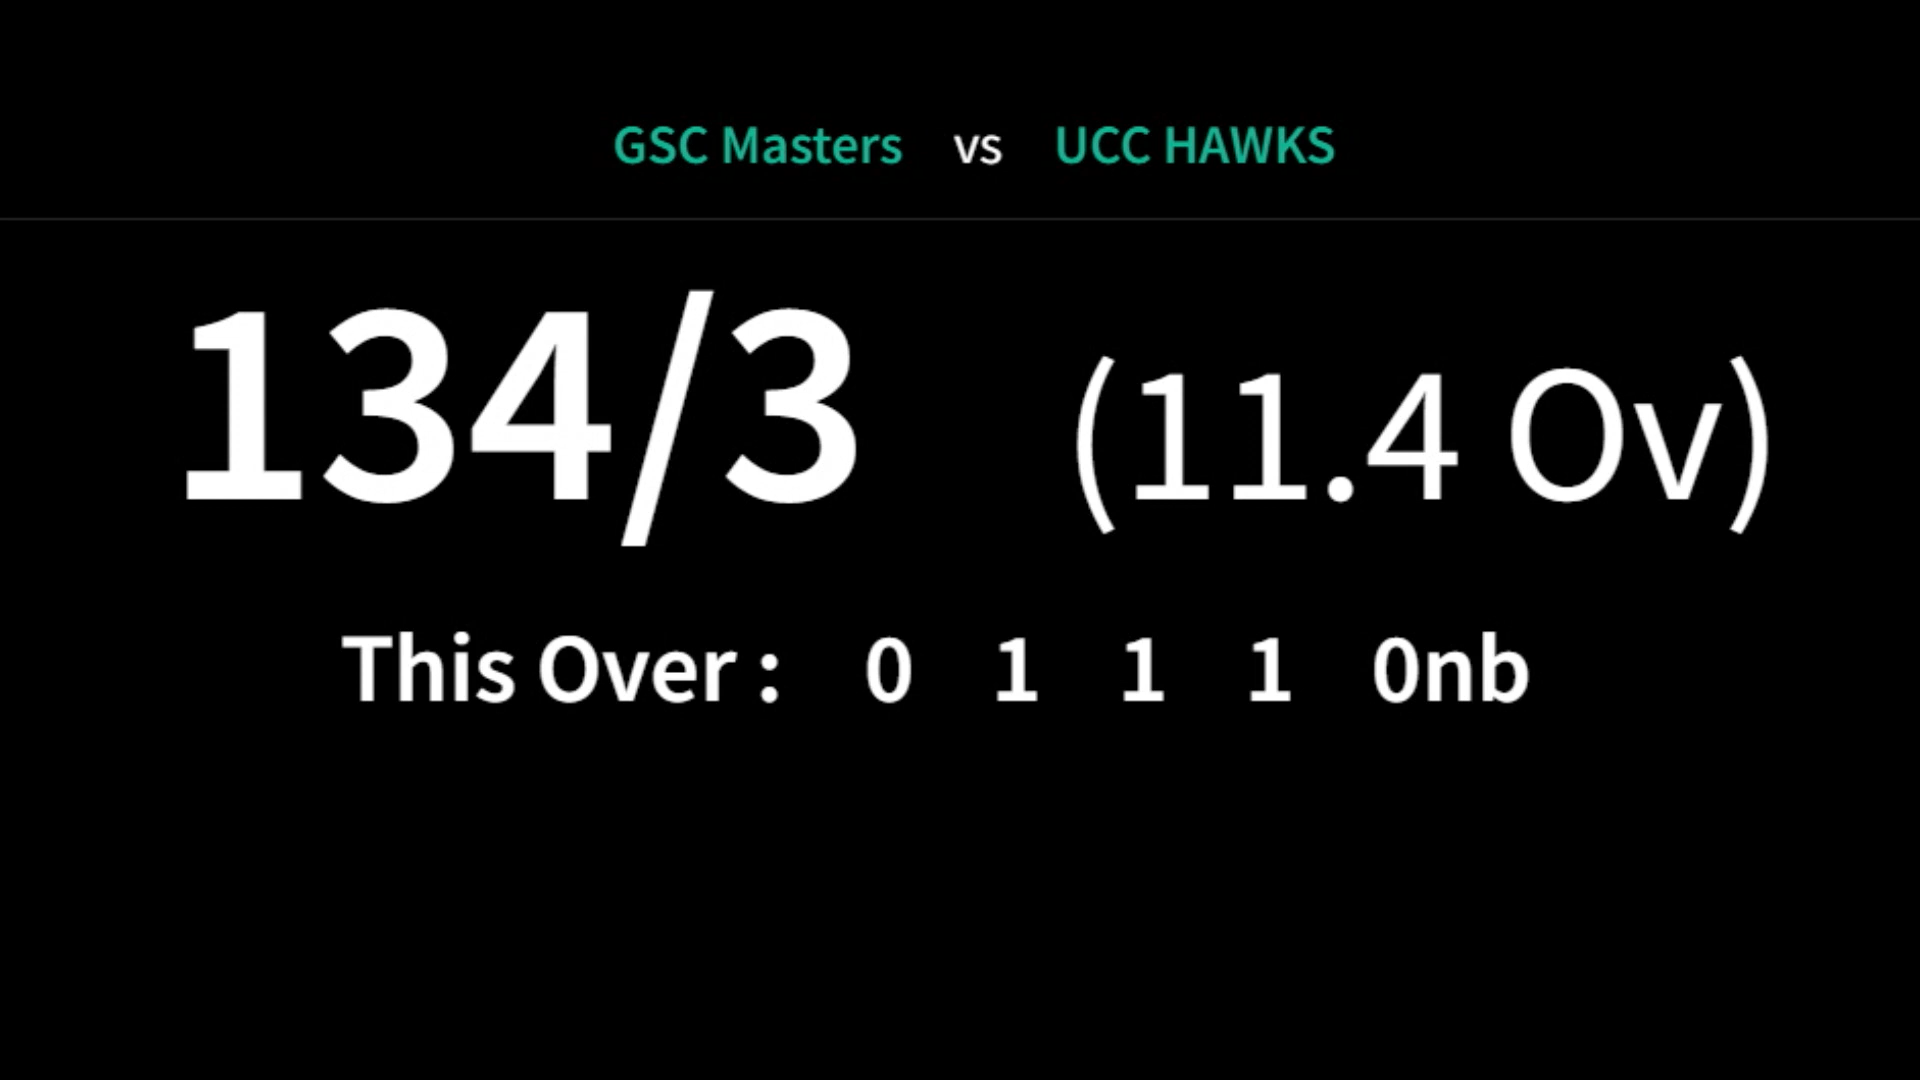 GSC Masters vs UCC HAWKS
134/3 (11.4 Ov)
This Over : 0 1 1 1 0nb